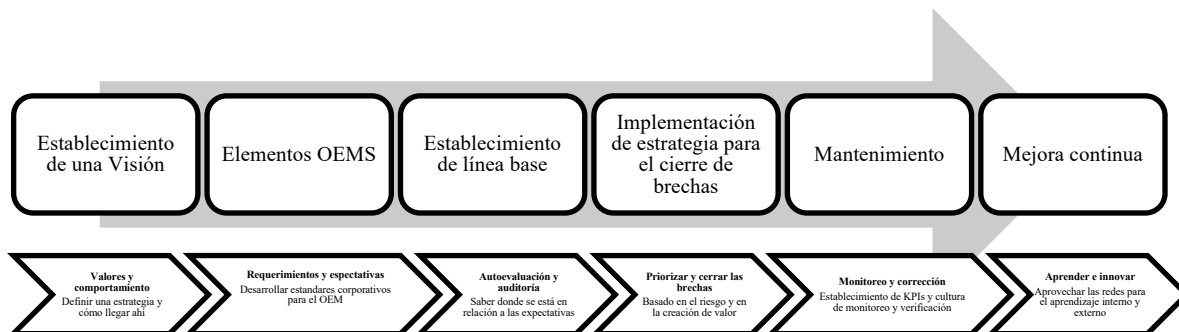 Establecimiento
de una Visión
Elementos OEMS
Establecimiento
de línea base
Implementación
de estrategia para
el cierre de
brechas
Mantenimiento
Mejora continua
Valores y
comportamiento
Definir una estrategia y
cómo llegar ahí
Requerimientos y espectativas
Desarrollar estandares corporativos
para el OEM
Autoevaluación y
auditoría
Saber donde se está en
relación a las expectativas
Priorizar y cerrar las
brechas
Basado en el riesgo y en
la creación de valor
Monitoreo y corrección
Establecimiento de KPIs y cultura
de monitoreo y verificación
Aprender e innovar
Aprovechar las redes para
el aprendizaje interno y
externo